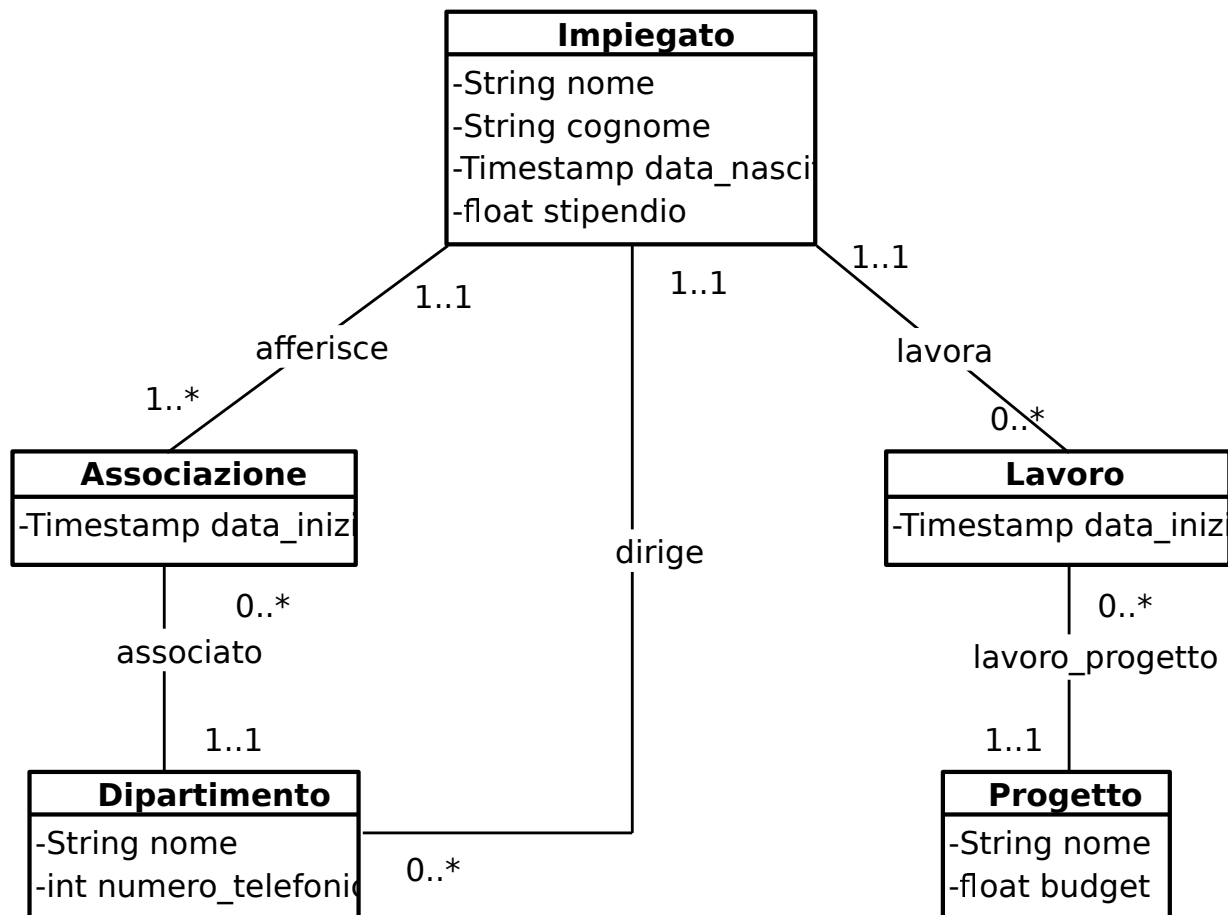 Impiegato
-String nome
-String cognome
-Timestamp data_nasci
-float stipendio
1..1
1..1
1..1
afferisce
lavora
1..*
0..*
Associazione
-Timestamp data_inizi
Lavoro
-Timestamp data_inizi
dirige
0..*
0..*
associato
lavoro_progetto
1..1
1..1
Dipartimento
-String nome
-int numero_telefonic
0..*
Progetto
-String nome
-float budget